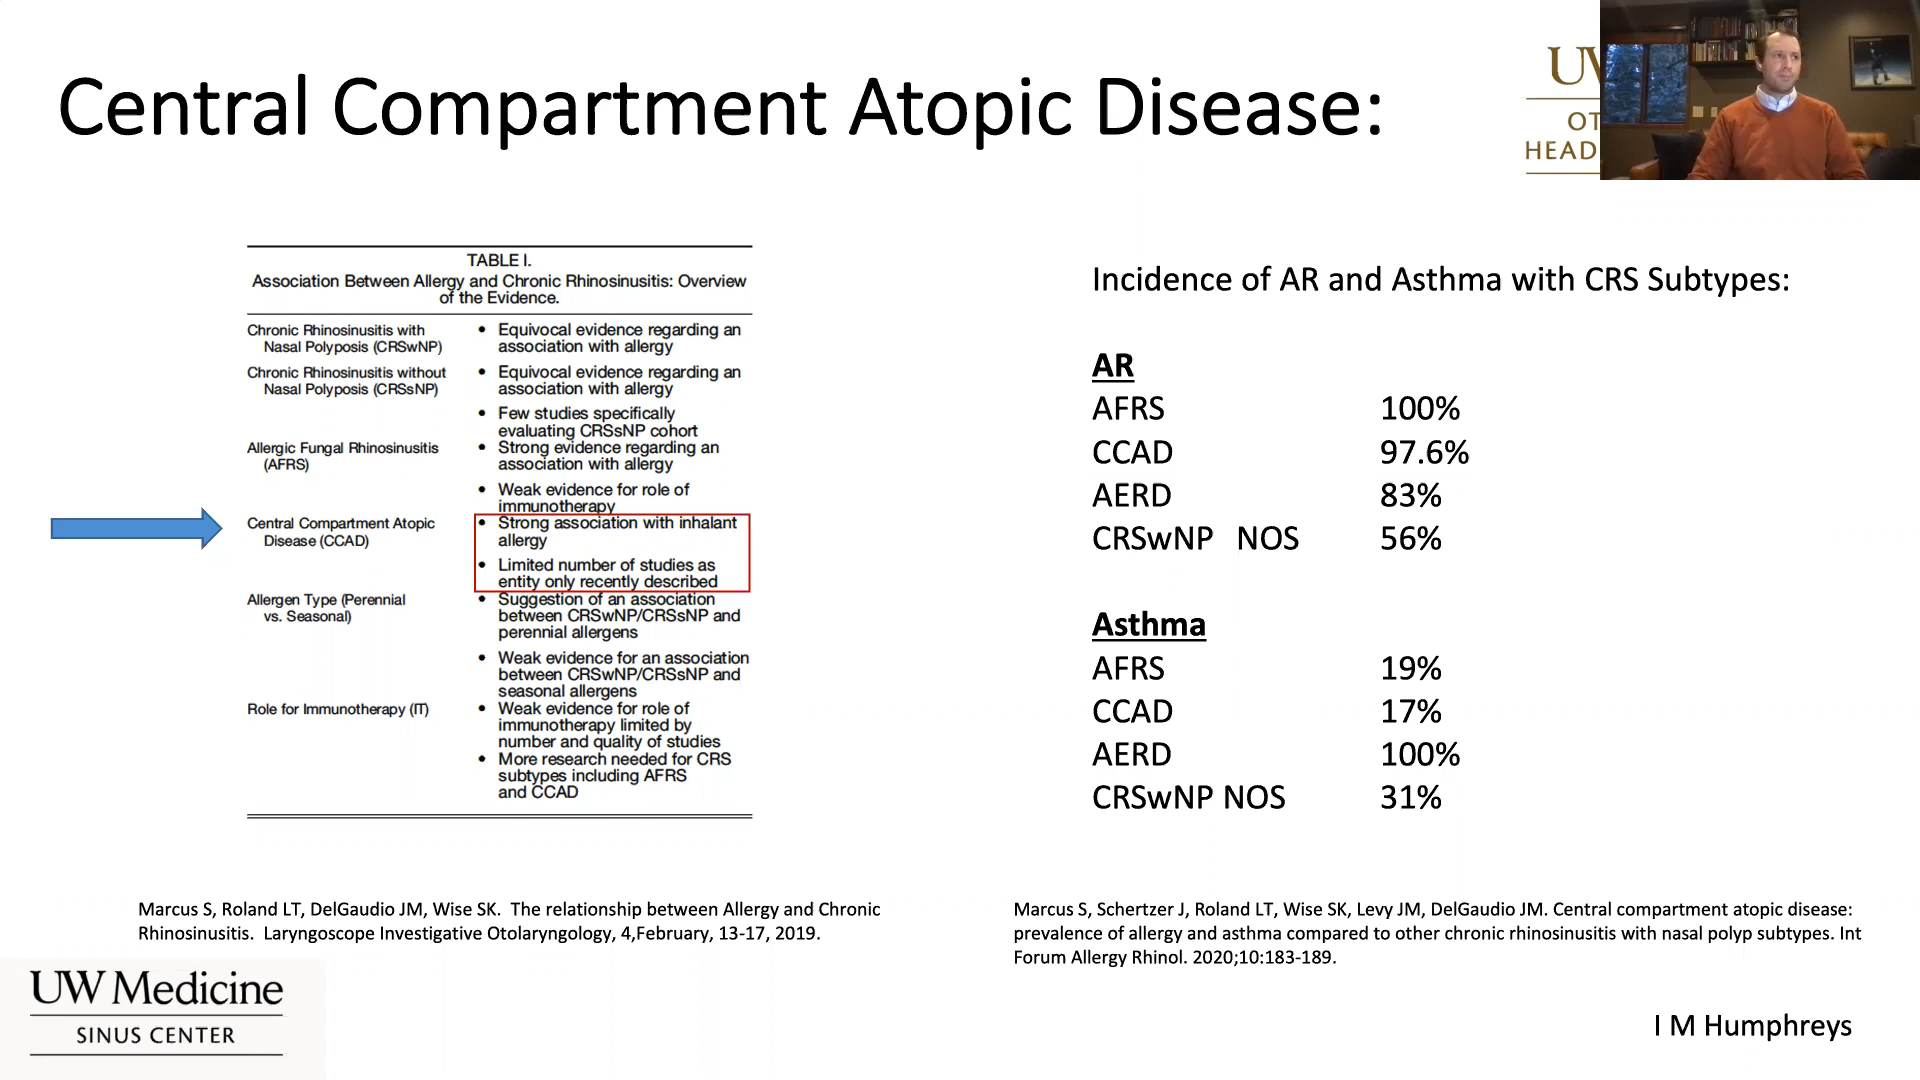 Central Compartment Atopic Disease:
UW
OT
HEAD
TABLE I.
Association Between Allergy and Chronic Rhinosinusitis: Overview
of the Evidence.
Chronic Rhinosinusitis with
Nasal Polyposis (CRSwNP)
• Equivocal evidence regarding an
association with allergy
Chronic Rhinosinusitis without
Nasal Polyposis (CRSsNP)
• Equivocal evidence regarding an
association with allergy
• Few studies specifically
evaluating CRSsNP cohort
Allergic Fungal Rhinosinusitis
(AFRS)
• Strong evidence regarding an
association with allergy
• Weak evidence for role of
immunotherapy
Central Compartment Atopic
Disease (CCAD)
• Strong association with inhalant
allergy
• Limited number of studies as
entity only recently described
Allergen Type (Perennial
vs. Seasonal)
• Suggestion of an association
between CRSwNP/CRSsNP and
perennial allergens
• Weak evidence for an association
between CRSwNP/CRSsNP and
seasonal allergens
Role for Immunotherapy (IT)
• Weak evidence for role of
immunotherapy limited by
number and quality of studies
• More research needed for CRS
subtypes including AFRS
and CCAD
Incidence of AR and Asthma with CRS Subtypes:
AR
AFRS 100%
CCAD 97.6%
AERD 83%
CRSwNP NOS 56%
Asthma
AFRS 19%
CCAD 17%
AERD 100%
CRSwNP NOS 31%
Marcus S, Roland LT, DelGaudio JM, Wise SK. The relationship between Allergy and Chronic
Rhinosinusitis. Laryngoscope Investigative Otolaryngology, 4,February, 13-17, 2019.
Marcus S, Schertzer J, Roland LT, Wise SK, Levy JM, DelGaudio JM. Central compartment atopic disease:
prevalence of allergy and asthma compared to other chronic rhinosinusitis with nasal polyp subtypes. Int
Forum Allergy Rhinol. 2020;10:183-189.
UW Medicine
SINUS CENTER
I M Humphreys